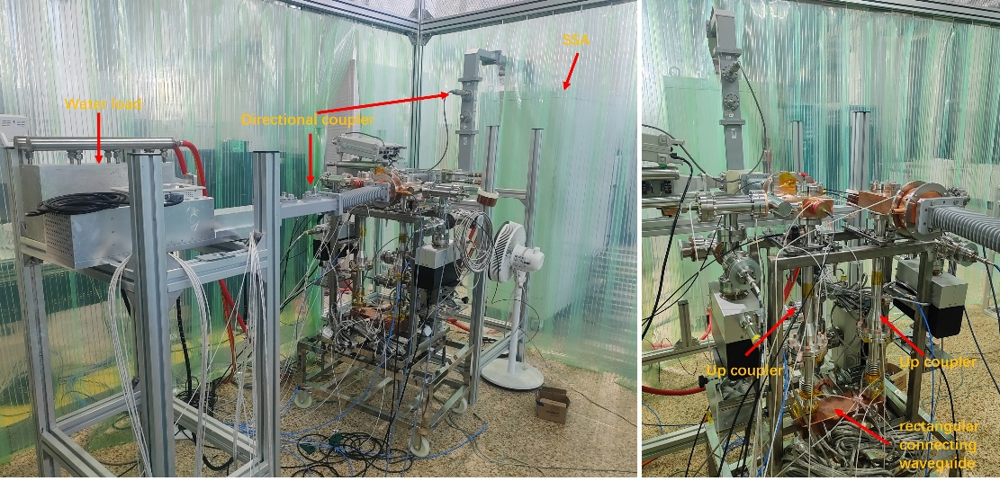 Water load
Directional coupler
SSA
Up coupler
Up coupler
rectangular
connecting
waveguide